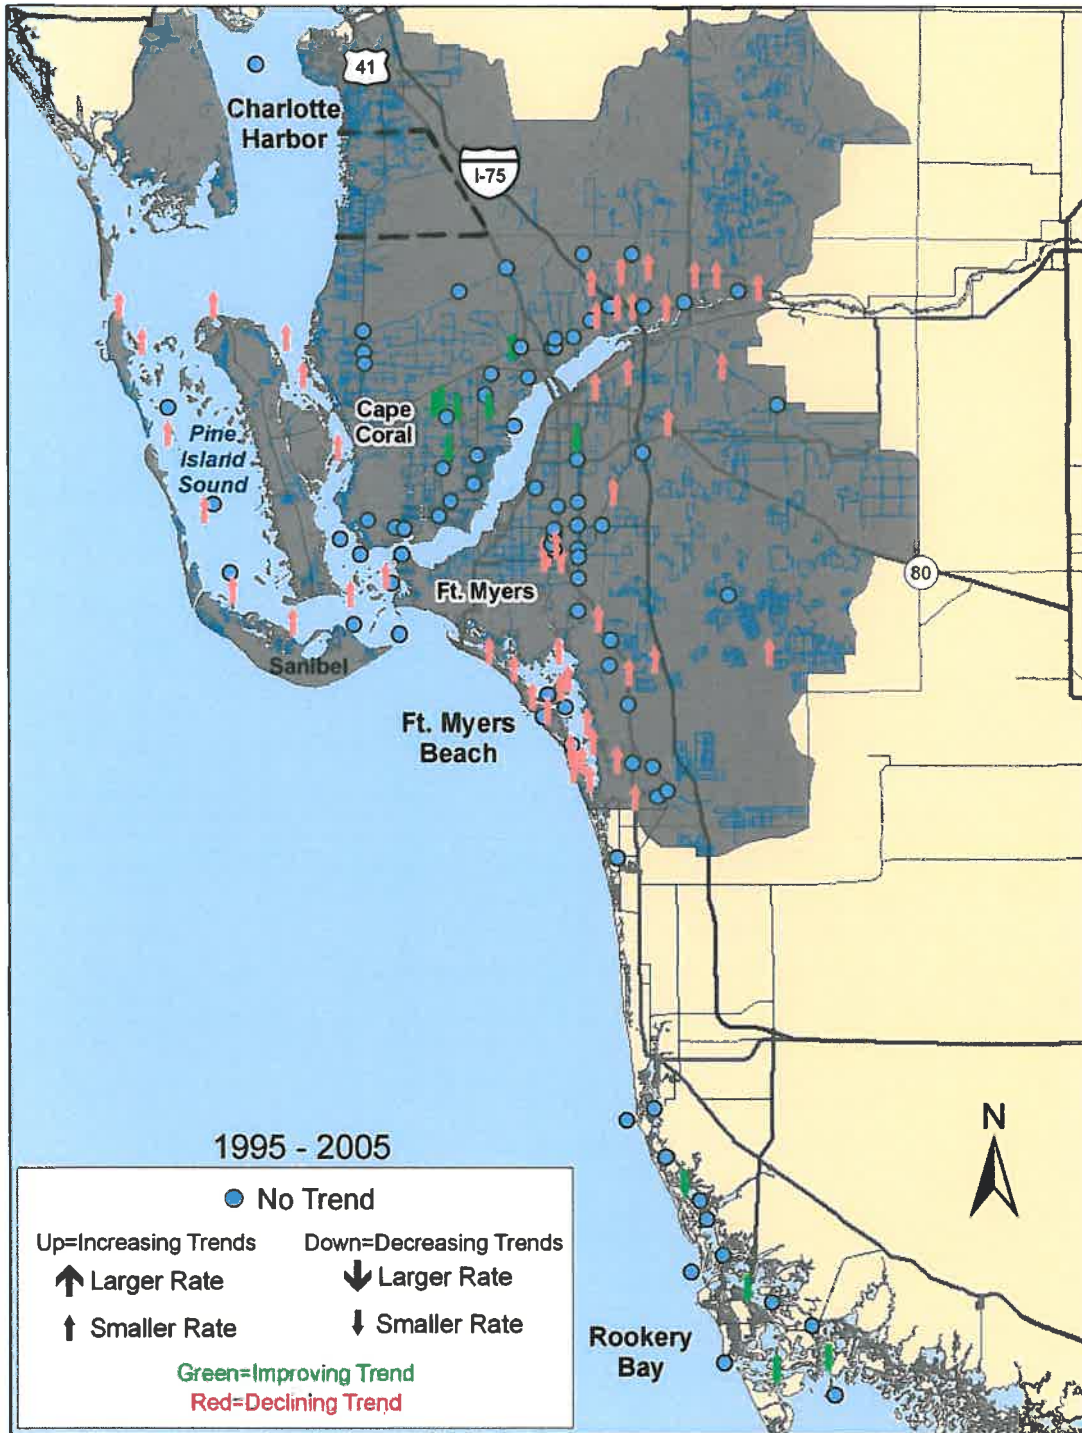 41
Charlotte
Harbor
I-75
Cape
Coral
Pine
Island
Sound
80
Ft. Myers
Sanibel
Ft. Myers
Beach
N
1995 - 2005
No Trend
Up=Increasing Trends Down=Decreasing Trends
Larger Rate Larger Rate
Smaller Rate Smaller Rate
Green=Improving Trend
Red=Declining Trend
Rookery
Bay